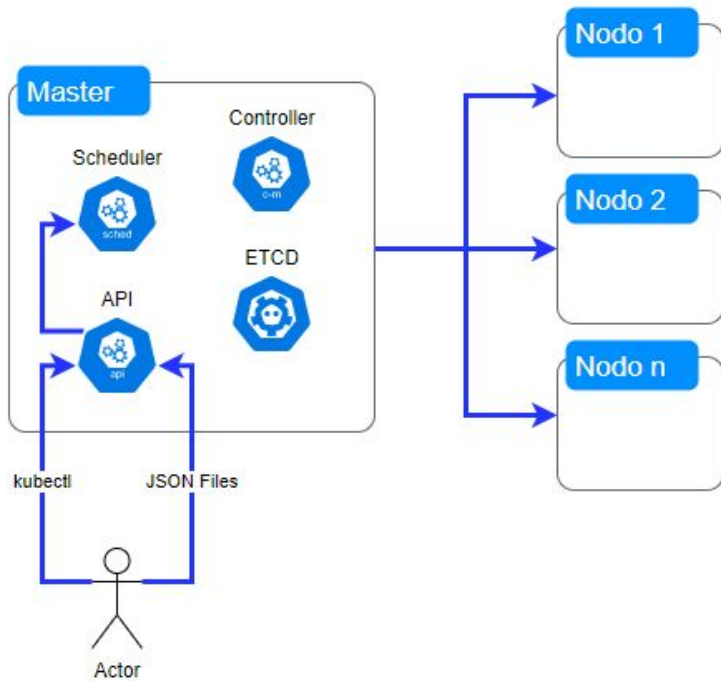 Master
Controller
c-m
Scheduler
sched
ETCD
API
api
kubectl
JSON Files
Actor
Nodo 1
Nodo 2
Nodo n